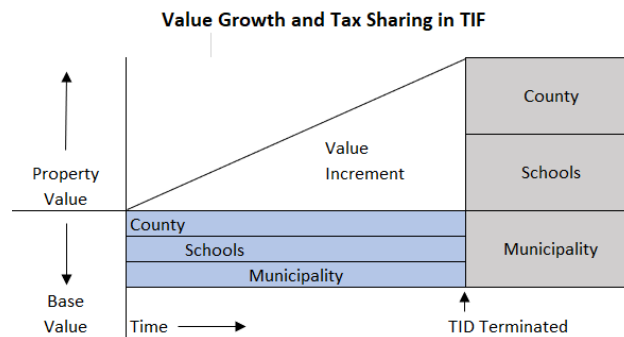 Value Growth and Tax Sharing in TIF
County
Value
Increment
Property
Value
Schools
County
Schools
Municipality
Municipality
Base
Value
Time
TID Terminated